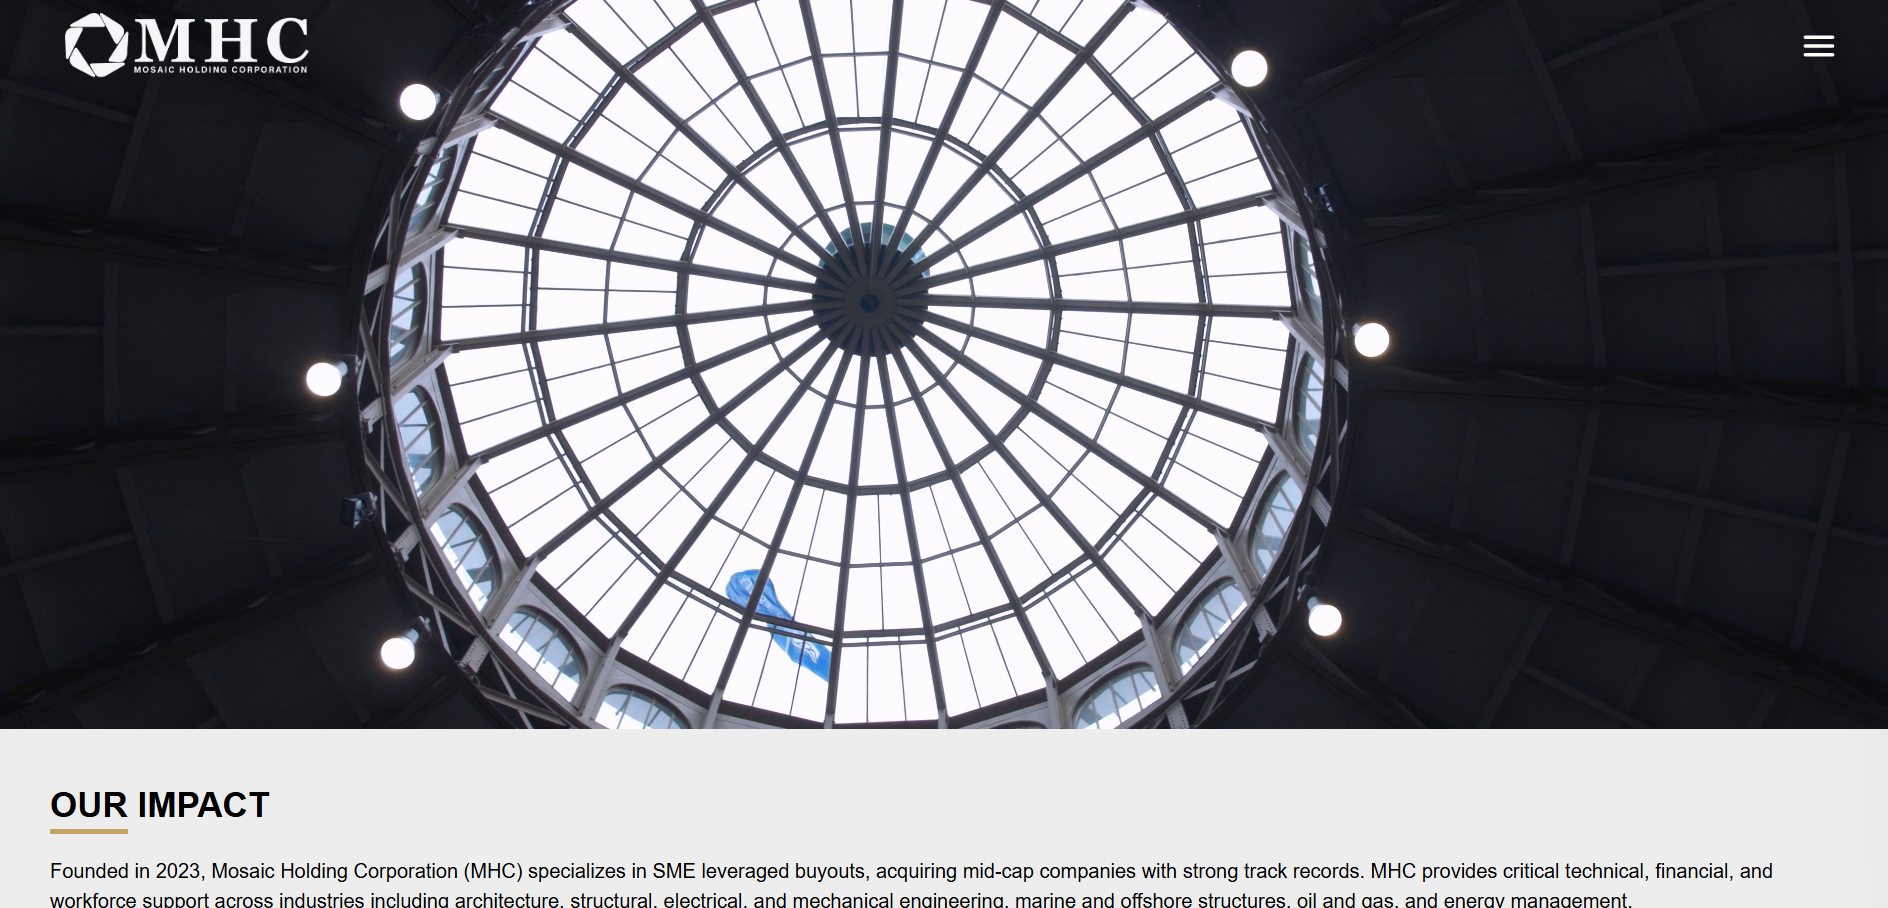 MHC
MOSAIC HOLDING CORPORATION
OUR IMPACT
Founded in 2023, Mosaic Holding Corporation (MHC) specializes in SME leveraged buyouts, acquiring mid-cap companies with strong track records. MHC provides critical technical, financial, and
workforce support across industries including architecture, structural, electrical, and mechanical engineering, marine and offshore structures, oil and gas, and energy management.